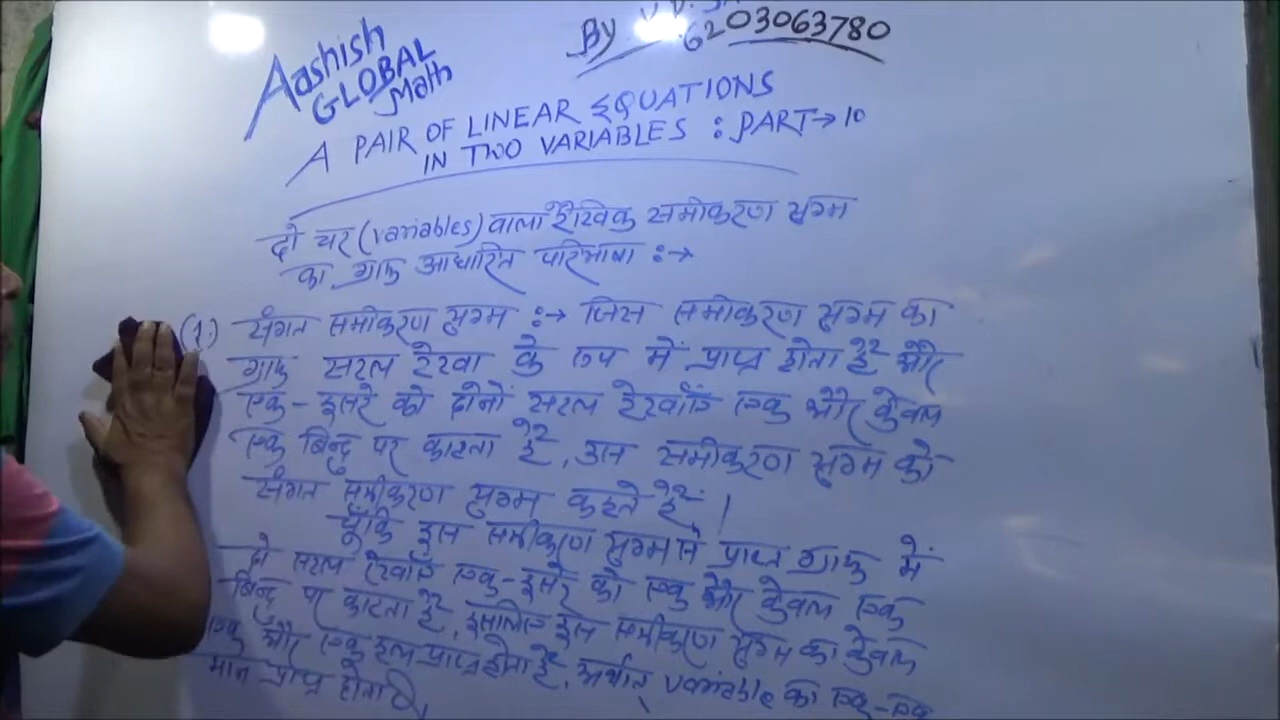 Aashish
GLOBAL
Math
By
6203063780
A PAIR OF LINEAR EQUATIONS
IN TWO VARIABLES : PART→ 10
दो चर (variables) वाला रैखिक समीकरण युग्म
का ग्राफ आधारित परिभाषा :→
(1.) संगत समीकरण युग्म :→ जिस समीकरण युग्म का
ग्राफ सरल रेखा के रूप में प्राप्त होता है और
एक-दूसरे को दोनों सरल रेखाएँ एक और केवल
एक बिन्दु पर काटता है, उस समीकरण युग्म को
संगत समीकरण युग्म कहते हैं।
चूँकि इस समीकरण युग्म से प्राप्त ग्राफ में
दो सरल रेखाएँ एक-दूसरे को एक और केवल एक
बिन्दु पर काटता है, इसलिए इस समीकरण युग्म का केवल
एक और एक हल प्राप्त होता है, अर्थात् variable का एक-एक
मान प्राप्त होता